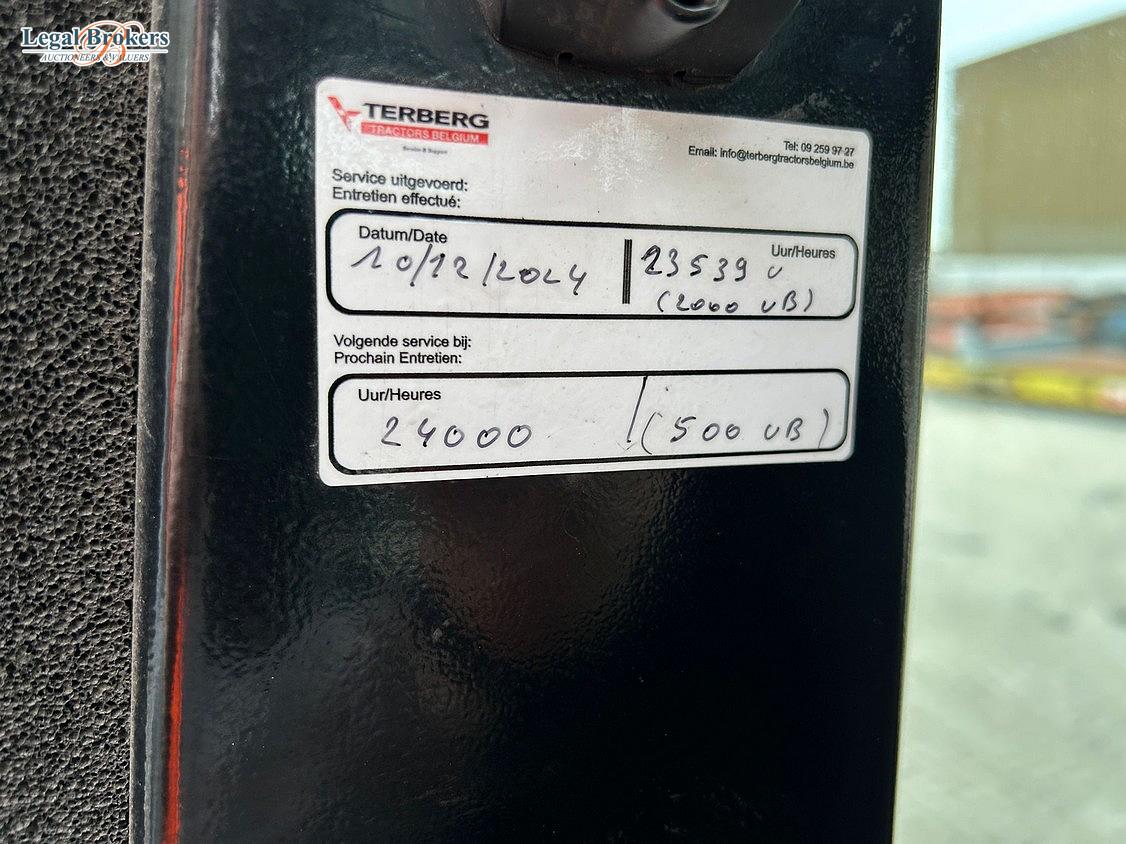 Legal Brokers
AUCTIONEERS & VALUERS
TERBERG
TRACTORS BELGIUM
Service & Support
Tel: 09 259 97 27
Email: info@terbergtractorsbelgium.be
Service uitgevoerd:
Entretien effectué:
Datum/Date
Uur/Heures
10/12/2024
23539 u
(2000 UB)
Volgende service bij:
Prochain Entretien:
Uur/Heures
24000 / (500 UB)